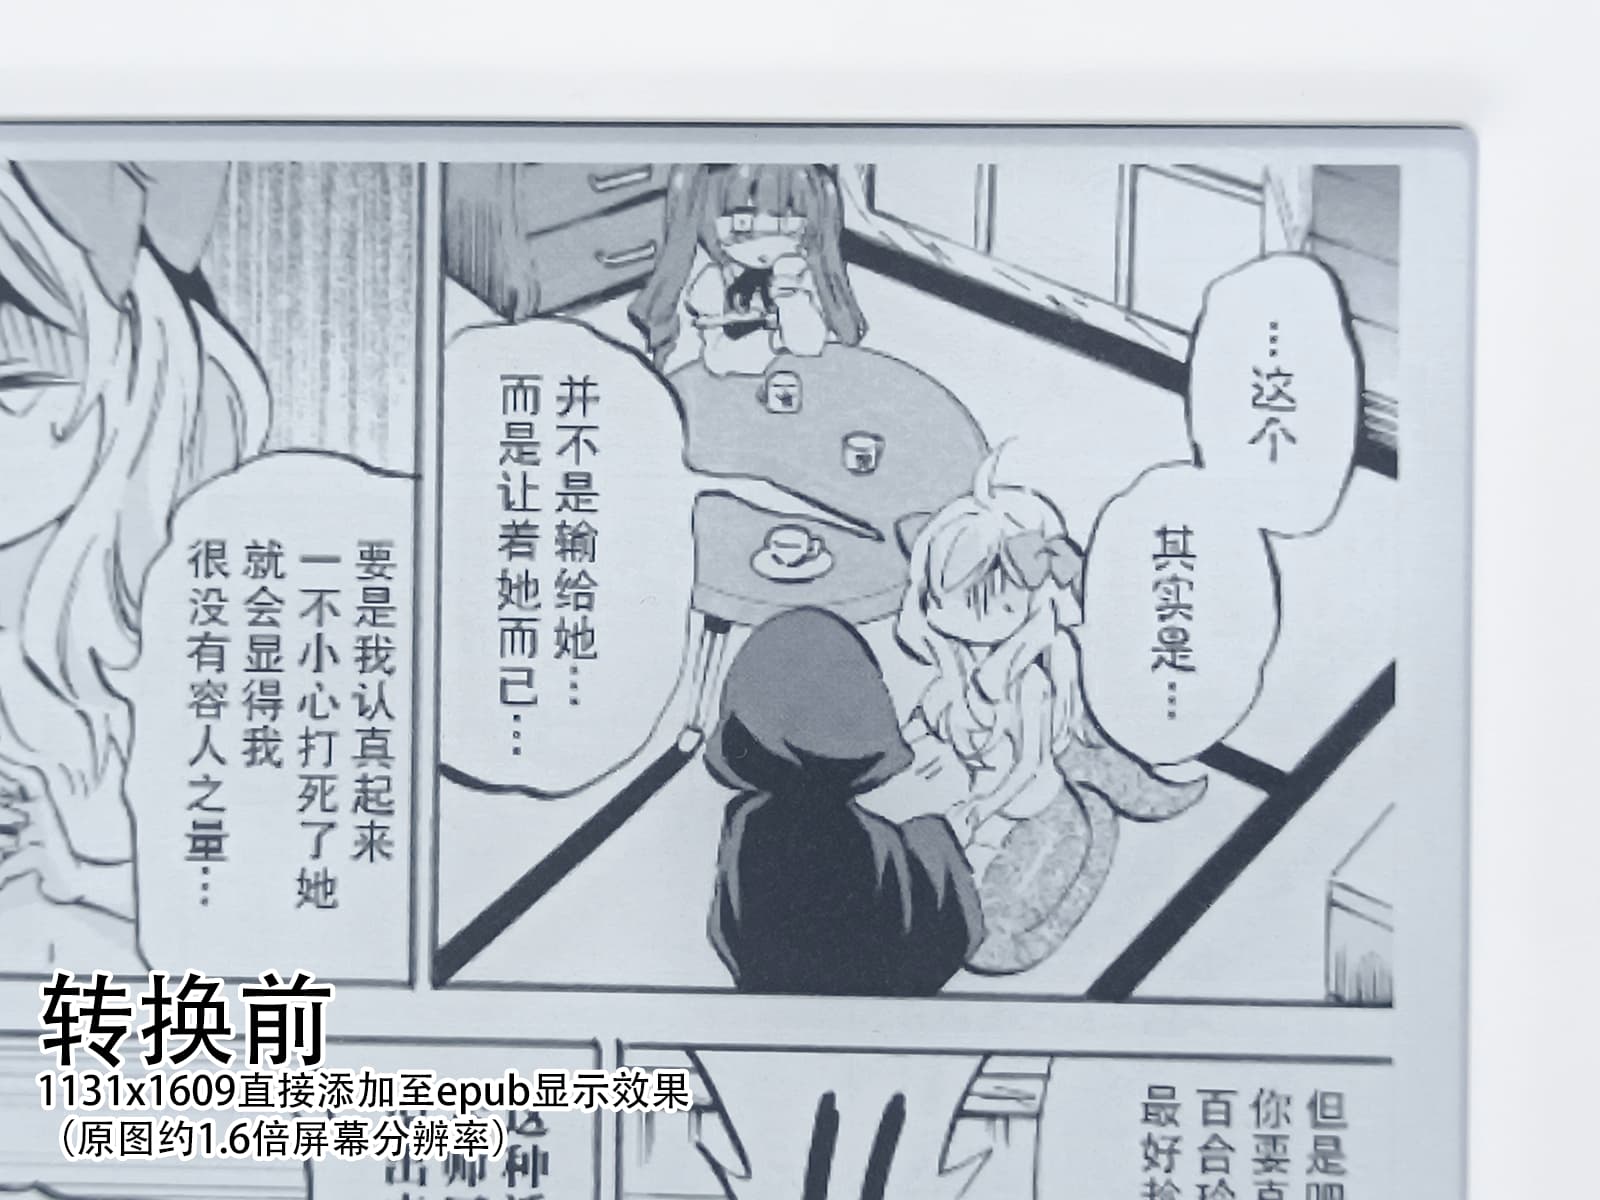 …这个
其实是…
并不是输给她…
而是让若她而已…
要是我认真起来
一不小心打死了她
就会显得我
很没有容人之量…
但是吧
你要
百合
最好
这种
转换前
1131x1609直接添加至epub显示效果
（原图约1.6倍屏幕分辨率）